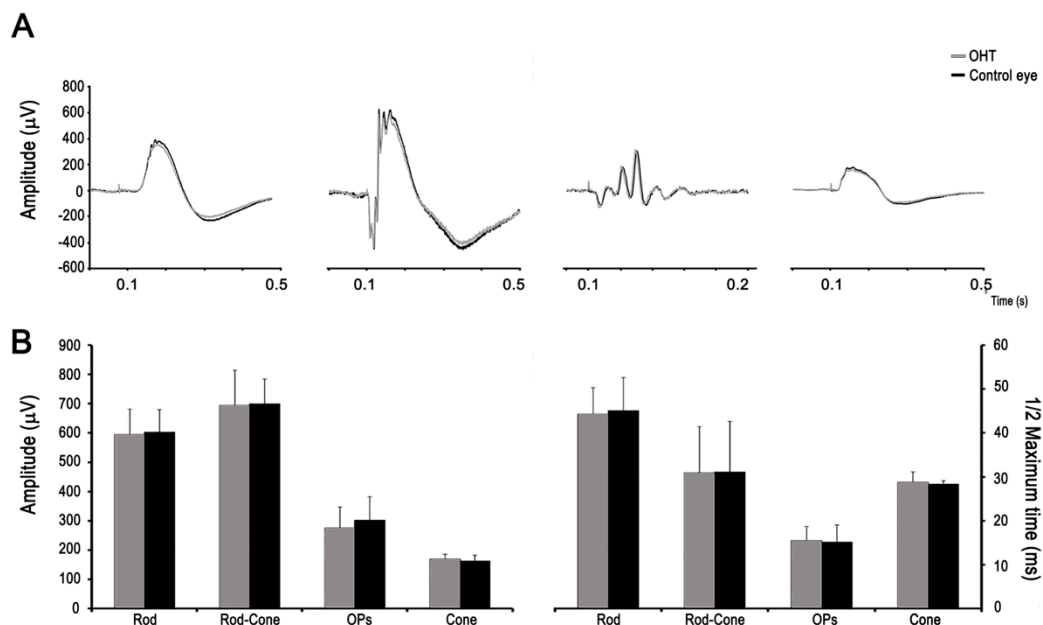 A
OHT
Control eye
Amplitude (μV)
800
600
400
200
0
-200
-400
-600
0.1 0.5 0.1 0.5 0.1 0.2 0.1 0.5
Time (s)
B
Amplitude (μV)
900
800
700
600
500
400
300
200
100
0
Rod Rod-Cone OPs Cone
Rod Rod-Cone OPs Cone
60
50
40
30
20
10
0
1/2 Maximum time (ms)